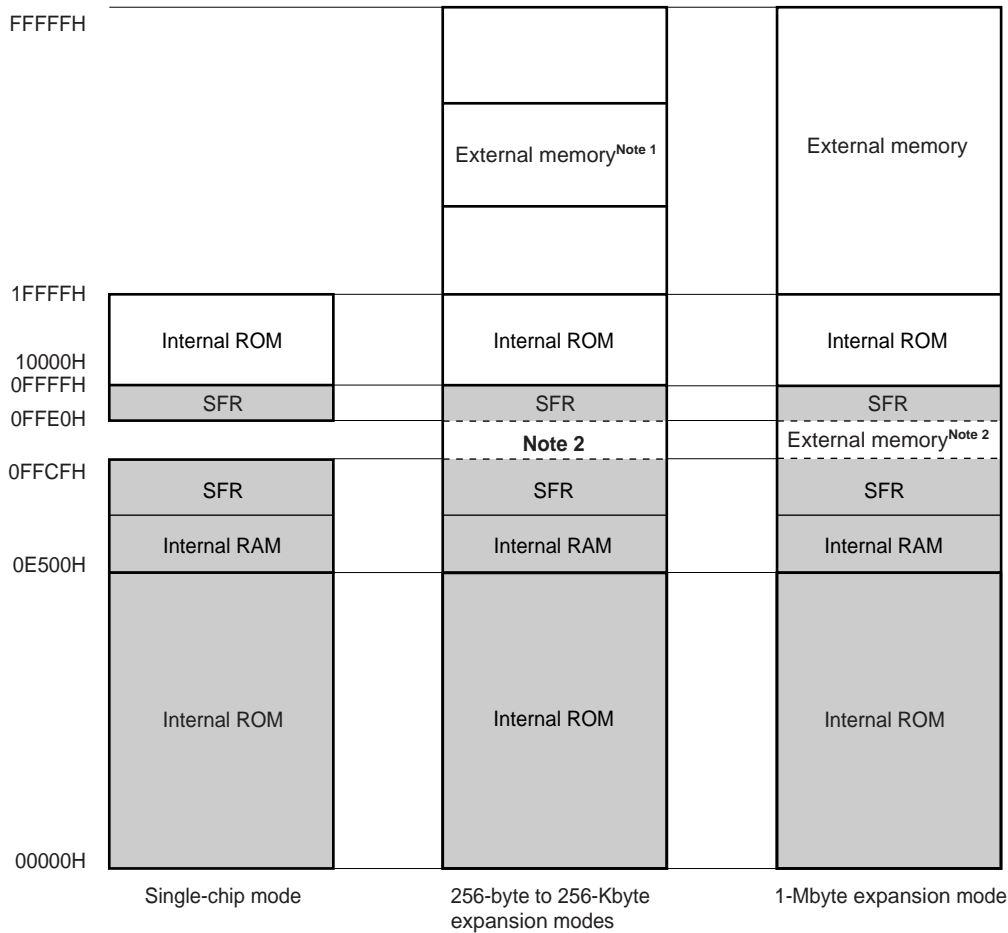 FFFFFH
External memoryNote 1
External memory
1FFFFH
Internal ROM
Internal ROM
Internal ROM
10000H
0FFFFH
SFR
SFR
SFR
0FFE0H
Note 2
External memoryNote 2
0FFCFH
SFR
SFR
SFR
Internal RAM
Internal RAM
Internal RAM
0E500H
Internal ROM
Internal ROM
Internal ROM
00000H
Single-chip mode
256-byte to 256-Kbyte
expansion modes
1-Mbyte expansion mode